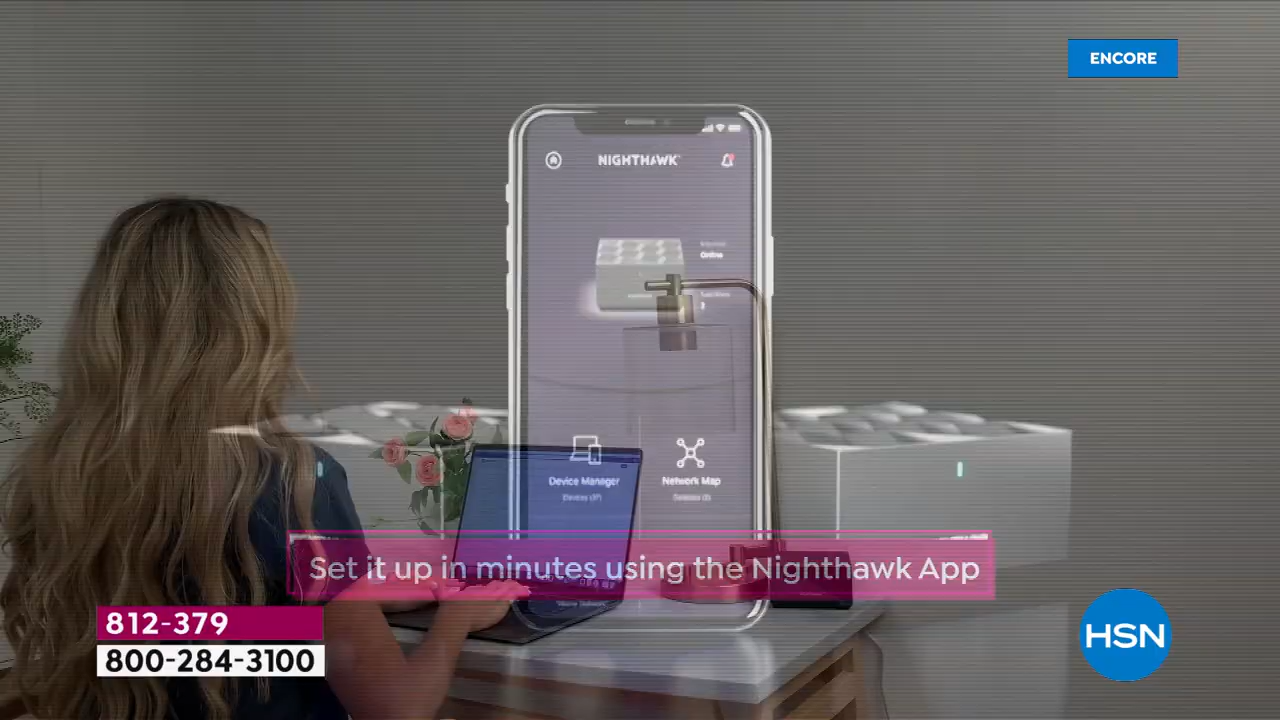 ENCORE
NIGHTHAWK
Online
Device Manager
Network Map
Set it up in minutes using the Nighthawk App
812-379
800-284-3100
HSN